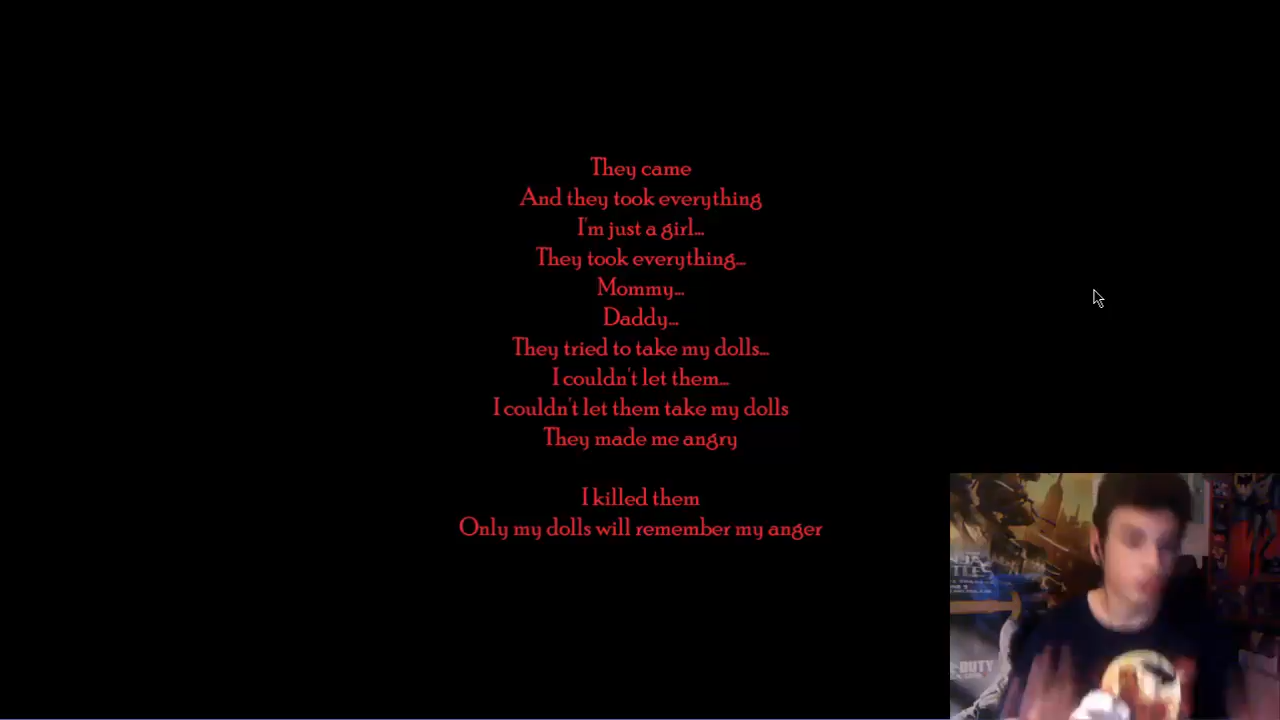 They came
And they took everything
I'm just a girl...
They took everything...
Mommy...
Daddy...
They tried to take my dolls...
I couldn't let them...
I couldn't let them take my dolls
They made me angry
I killed them
Only my dolls will remember my anger
DUTY